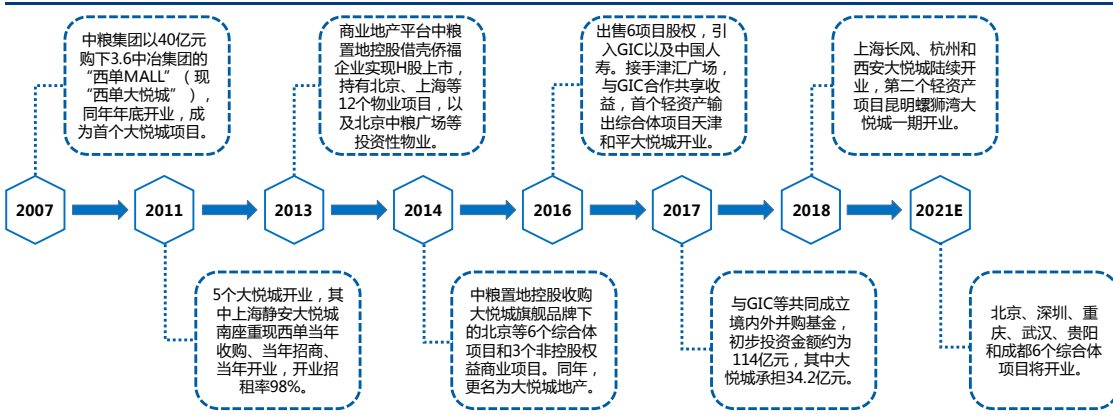 中粮集团以40亿元
购下3.6中冶集团的
“西单MALL”（现
“西单大悦城”），
同年年底开业，成
为首个大悦城项目。
商业地产平台中粮
置地控股借壳侨福
企业实现H股上市，
持有北京、上海等
12个物业项目，以
及北京中粮广场等
投资性物业。
出售6项目股权，引
入GIC以及中国人
寿。接手津汇广场，
与GIC合作共享收
益，首个轻资产输
出综合体项目天津
和平大悦城开业。
上海长风、杭州和
西安大悦城陆续开
业，第二个轻资产
项目昆明螺蛳湾大
悦城一期开业。
2007
2011
2013
2014
2016
2017
2018
2021E
5个大悦城开业，其
中上海静安大悦城
南座重现西单当年
收购、当年招商、
当年开业，开业招
租率98%。
中粮置地控股收购
大悦城旗舰品牌下
的北京等6个综合体
项目和3个非控股权
益商业项目。同年，
更名为大悦城地产。
与GIC等共同成立
境内外并购基金，
初步投资金额约为
114亿元，其中大
悦城承担34.2亿元。
北京、深圳、重
庆、武汉、贵阳
和成都6个综合体
项目将开业。